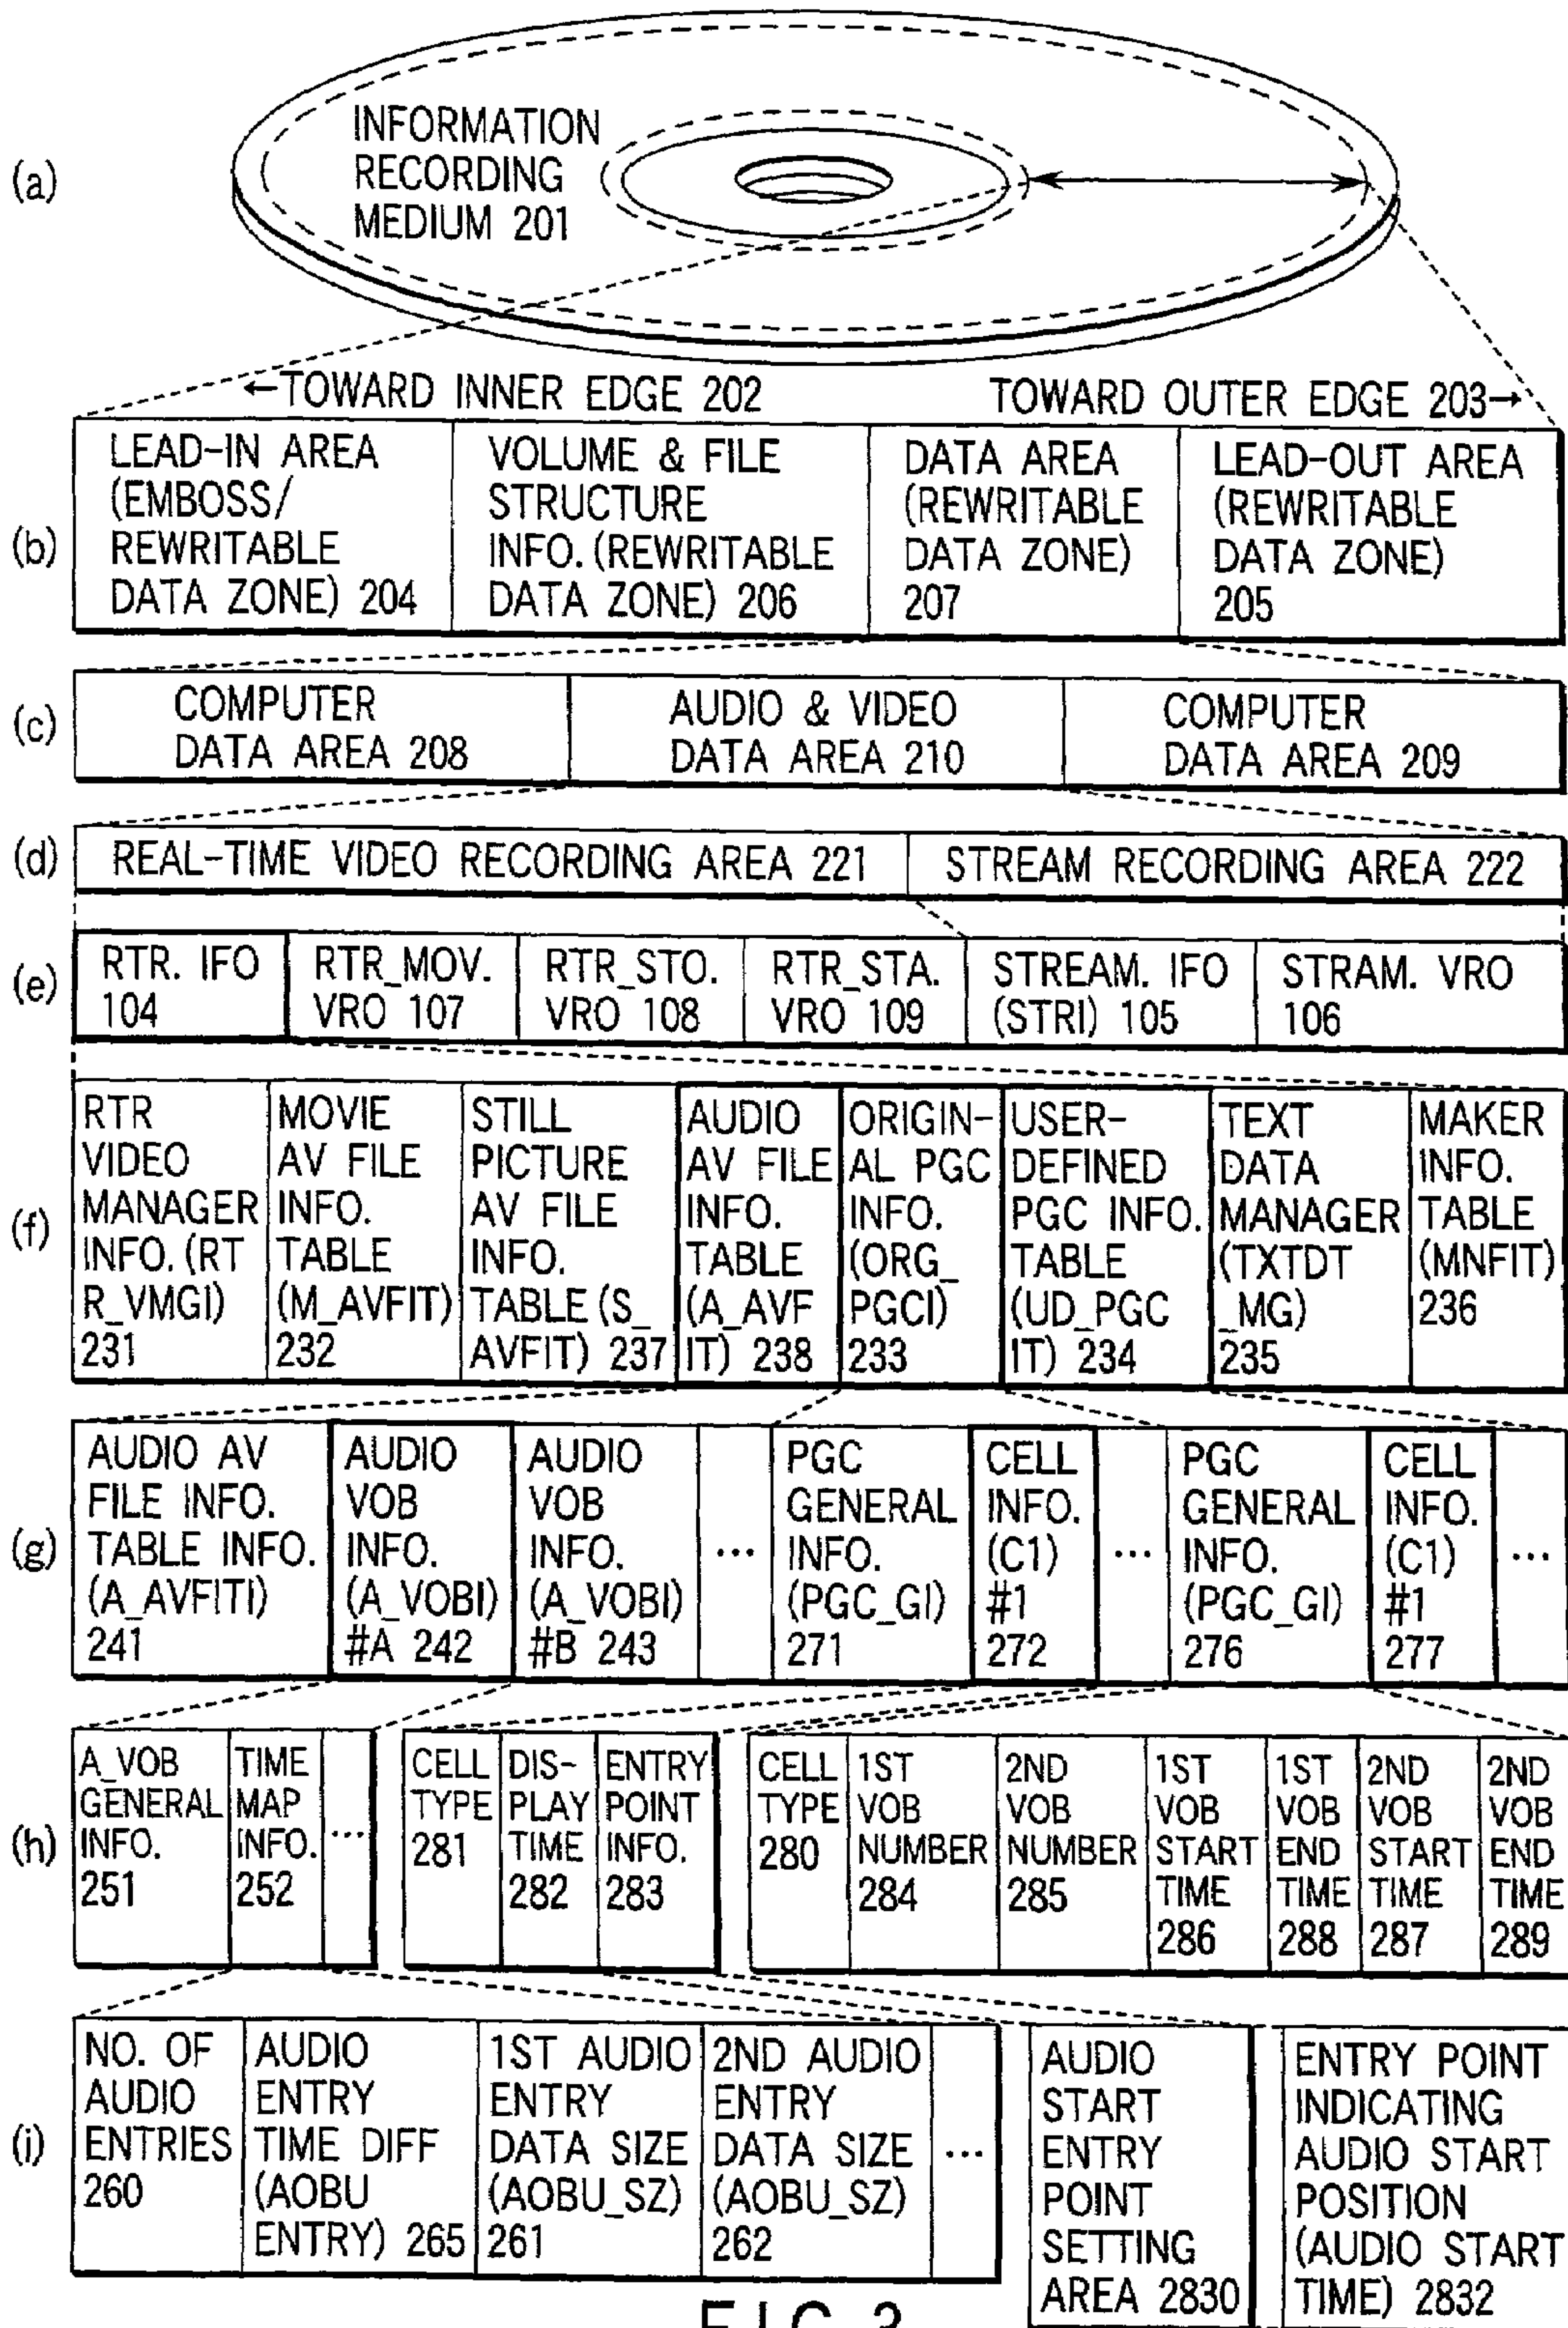 (a)
INFORMATION
RECORDING
MEDIUM 201
←TOWARD INNER EDGE 202
TOWARD OUTER EDGE 203→
(b)
LEAD-IN AREA
(EMBOSS/
REWRITABLE
DATA ZONE) 204
VOLUME & FILE
STRUCTURE
INFO. (REWRITABLE
DATA ZONE) 206
DATA AREA
(REWRITABLE
DATA ZONE)
207
LEAD-OUT AREA
(REWRITABLE
DATA ZONE)
205
(c)
COMPUTER
DATA AREA 208
AUDIO & VIDEO
DATA AREA 210
COMPUTER
DATA AREA 209
(d)
REAL-TIME VIDEO RECORDING AREA 221
STREAM RECORDING AREA 222
(e)
RTR. IFO
104
RTR_MOV.
VRO 107
RTR_STO.
VRO 108
RTR_STA.
VRO 109
STREAM. IFO
(STRI) 105
STRAM. VRO
106
(f)
RTR
VIDEO
MANAGER
INFO. (RT
R_VMGI)
231
MOVIE
AV FILE
INFO.
TABLE
(M_AVFIT)
232
STILL
PICTURE
AV FILE
INFO.
TABLE (S_
AVFIT) 237
AUDIO
AV FILE
INFO.
TABLE
(A_AVF
IT) 238
ORIGIN-
AL PGC
INFO.
(ORG_
PGCI)
233
USER-
DEFINED
PGC INFO.
TABLE
(UD_PGC
IT) 234
TEXT
DATA
MANAGER
(TXTDT
_MG)
235
MAKER
INFO.
TABLE
(MNFIT)
236
(g)
AUDIO AV
FILE INFO.
TABLE INFO.
(A_AVFITI)
241
AUDIO
VOB
INFO.
(A_VOBI)
#A 242
AUDIO
VOB
INFO.
(A_VOBI)
#B 243
...
PGC
GENERAL
INFO.
(PGC_GI)
271
CELL
INFO.
(C1)
#1
272
...
PGC
GENERAL
INFO.
(PGC_GI)
276
CELL
INFO.
(C1)
#1
277
...
(h)
A_VOB
GENERAL
INFO.
251
TIME
MAP
INFO.
252
...
CELL
TYPE
281
DIS-
PLAY
TIME
282
ENTRY
POINT
INFO.
283
CELL
TYPE
280
1ST
VOB
NUMBER
284
2ND
VOB
NUMBER
285
1ST
VOB
START
TIME
286
1ST
VOB
END
TIME
288
2ND
VOB
START
TIME
287
2ND
VOB
END
TIME
289
(i)
NO. OF
AUDIO
ENTRIES
260
AUDIO
ENTRY
TIME DIFF
(AOBU
ENTRY) 265
1ST AUDIO
ENTRY
DATA SIZE
(AOBU_SZ)
261
2ND AUDIO
ENTRY
DATA SIZE
(AOBU_SZ)
262
...
AUDIO
START
ENTRY
POINT
SETTING
AREA 2830
ENTRY POINT
INDICATING
AUDIO START
POSITION
(AUDIO START
TIME) 2832
FIG. 3